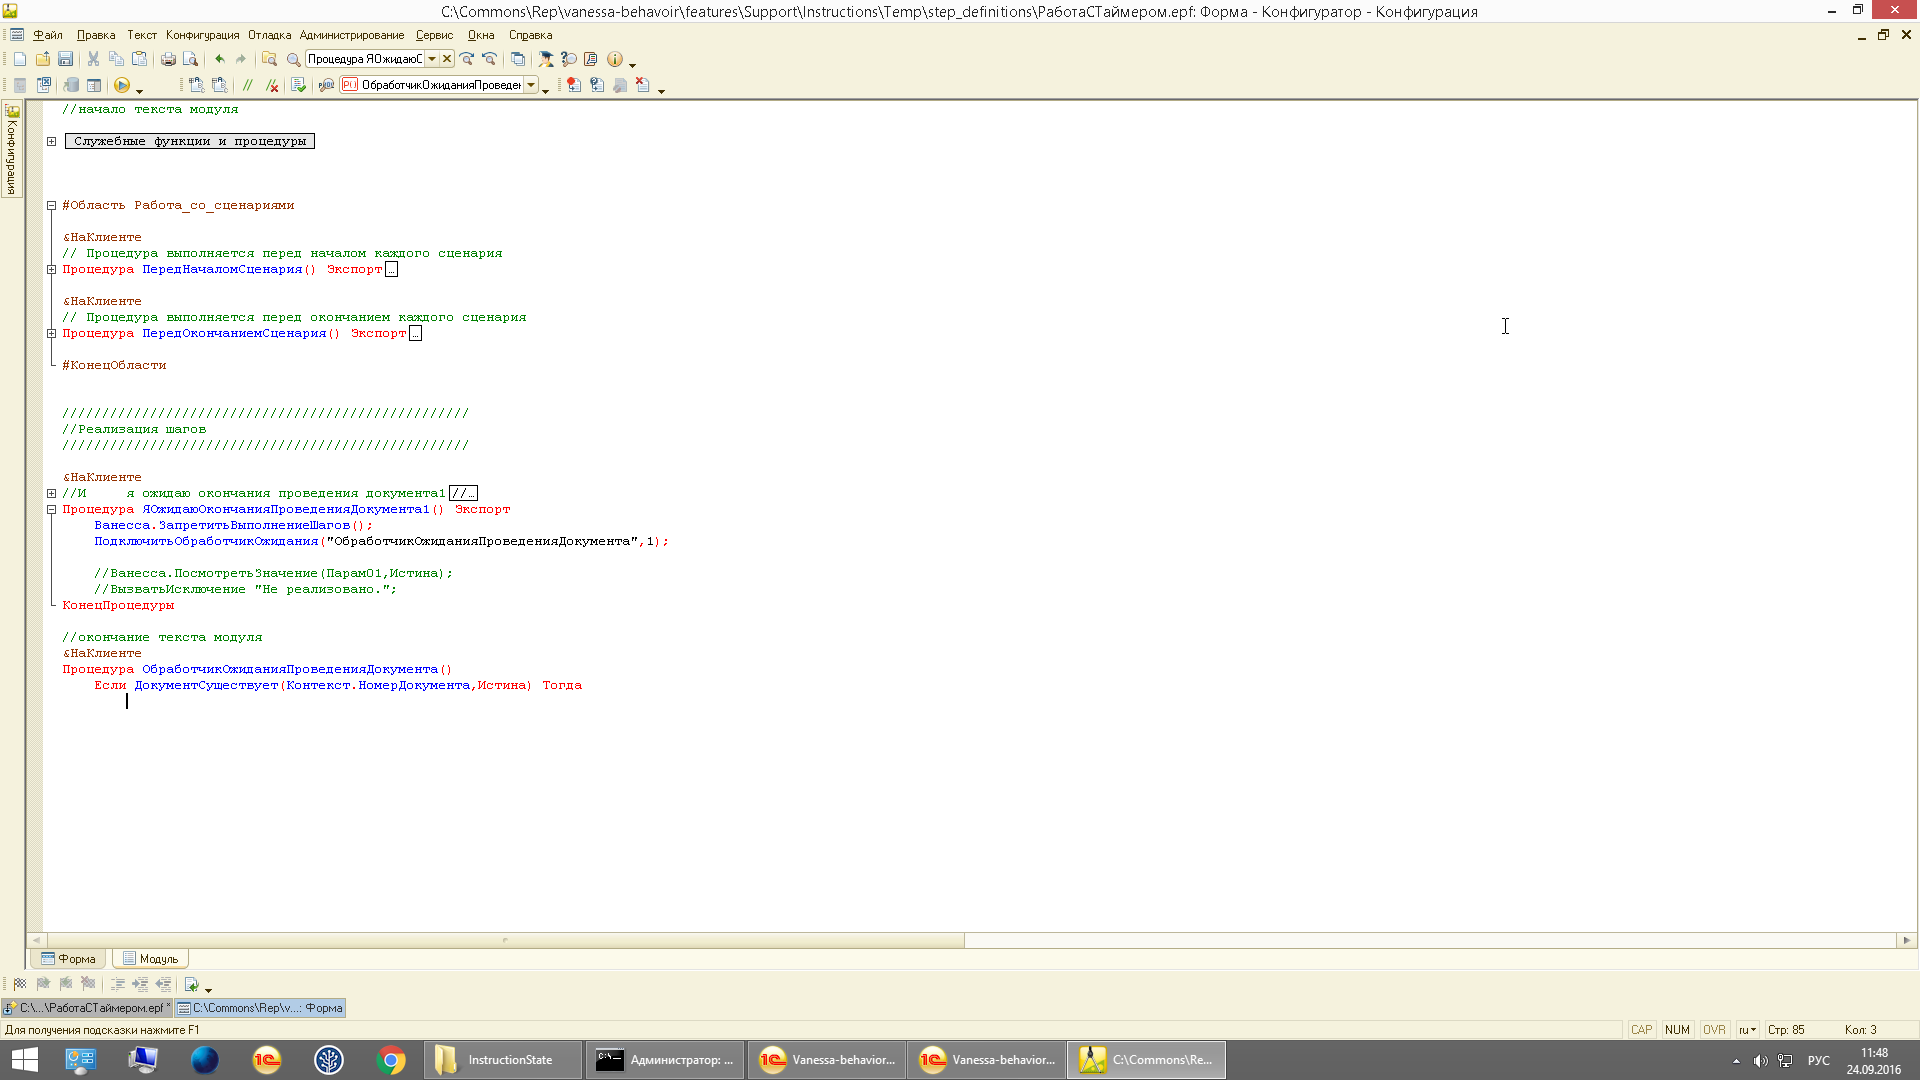 C:\Commons\Rep\vanessa-behavoir\features\Support\Instructions\Temp\step_definitions\РаботаСТаймером.epf: Форма - Конфигуратор - Конфигурация
Файл Правка Текст Конфигурация Отладка Администрирование Сервис Окна Справка
Процедура ЯОжидаюС
ОбработчикОжиданияПроведен
Конфигурация
//начало текста модуля
Служебные функции и процедуры
#Область Работа_со_сценариями
&НаКлиенте
// Процедура выполняется перед началом каждого сценария
Процедура ПередНачаломСценария() Экспорт…
&НаКлиенте
// Процедура выполняется перед окончанием каждого сценария
Процедура ПередОкончаниемСценария() Экспорт…
#КонецОбласти
///////////////////////////////////////////////////
//Реализация шагов
///////////////////////////////////////////////////
&НаКлиенте
//И     я ожидаю окончания проведения документа1//…
Процедура ЯОжидаюОкончанияПроведенияДокумента1() Экспорт
Ванесса.ЗапретитьВыполнениеШагов();
ПодключитьОбработчикОжидания("ОбработчикОжиданияПроведенияДокумента",1);
//Ванесса.ПосмотретьЗначение(Парам01,Истина);
//ВызватьИсключение "Не реализовано.";
КонецПроцедуры
//окончание текста модуля
&НаКлиенте
Процедура ОбработчикОжиданияПроведенияДокумента()
Если ДокументСуществует(Контекст.НомерДокумента,Истина) Тогда
Форма Модуль
C:\...\РаботаСТаймером.epf * C:\Commons\Rep\v...: Форма
Для получения подсказки нажмите F1 CAP NUM OVR ru Стр: 85 Кол: 3
InstructionState Администратор: ... Vanessa-behavior... Vanessa-behavior... C:\Commons\Re... РУС 11:48
24.09.2016